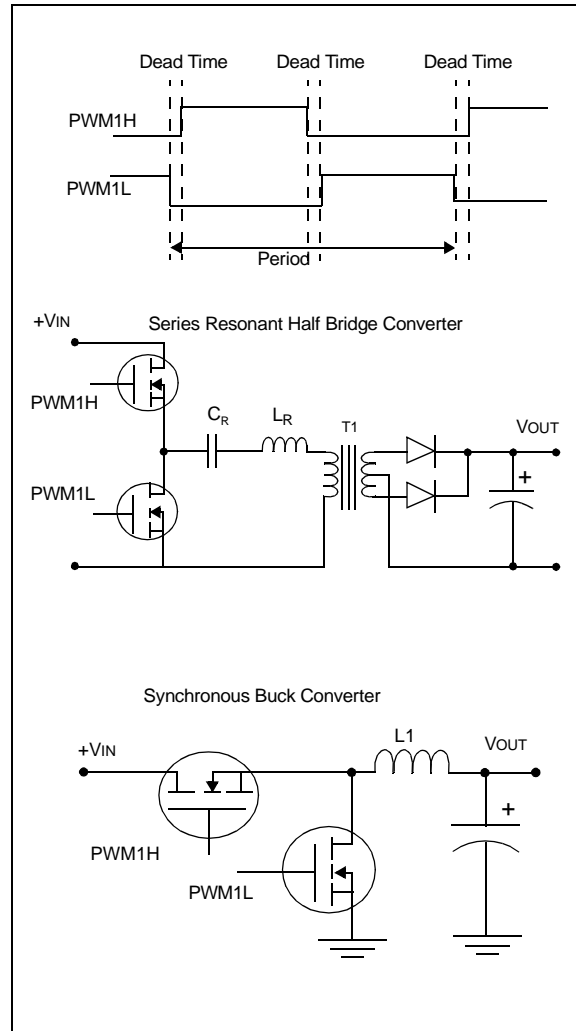 Dead Time Dead Time Dead Time
PWM1H
PWM1L
Period
Series Resonant Half Bridge Converter
+VIN
PWM1H
CR LR T1 VOUT
PWM1L
+
Synchronous Buck Converter
+VIN L1 VOUT
+
PWM1H
PWM1L